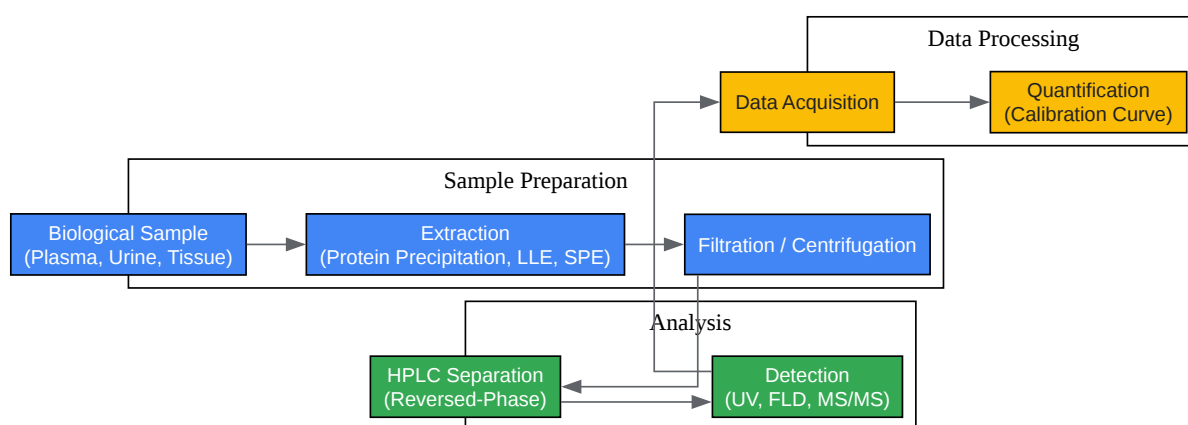 Data Processing
Data Acquisition
Quantification
(Calibration Curve)
Sample Preparation
Biological Sample
(Plasma, Urine, Tissue)
Extraction
(Protein Precipitation, LLE, SPE)
Filtration / Centrifugation
Analysis
HPLC Separation
(Reversed-Phase)
Detection
(UV, FLD, MS/MS)